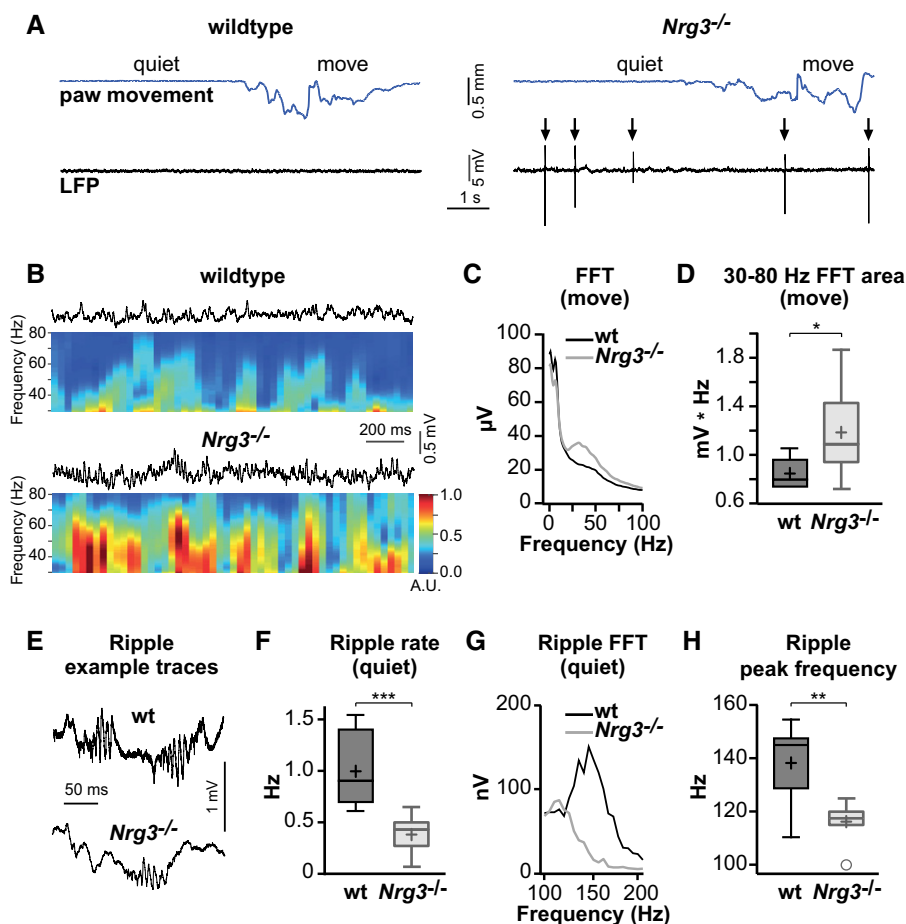 A
wildtype
Nrg3-/-
quiet
move
quiet
move
paw movement
0.5 mm
LFP
5 mV
1 s
B
wildtype
Frequency (Hz)
80
60
40
200 ms
0.5 mV
Nrg3-/-
Frequency (Hz)
80
60
40
1.0
0.5
0.0
A.U.
C
FFT
(move)
wt
Nrg3-/-
µV
100
80
60
40
20
0
0
50
100
Frequency (Hz)
D
30-80 Hz FFT area
(move)
*
mV * Hz
1.8
1.4
1.0
0.6
wt Nrg3-/-
E
Ripple
example traces
wt
50 ms
1 mV
Nrg3-/-
F
Ripple rate
(quiet)
***
Hz
1.5
1.0
0.5
0
wt Nrg3-/-
G
Ripple FFT
(quiet)
wt
Nrg3-/-
nV
200
100
0
100
150
200
Frequency (Hz)
H
Ripple
peak frequency
**
Hz
160
140
120
100
wt Nrg3-/-